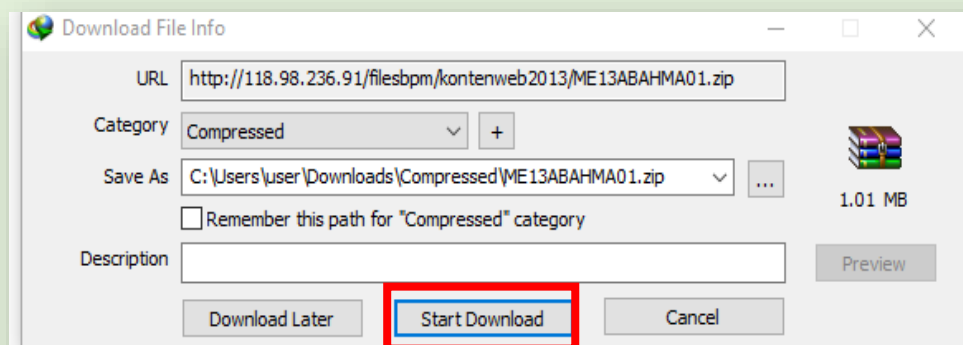 Download File Info
URL http://118.98.236.91/filesbpm/kontenweb2013/ME13ABAHMA01.zip
Category Compressed +
Save As C:\Users\user\Downloads\Compressed\ME13ABAHMA01.zip ...
1.01 MB
Remember this path for "Compressed" category
Description Preview
Download Later Start Download Cancel